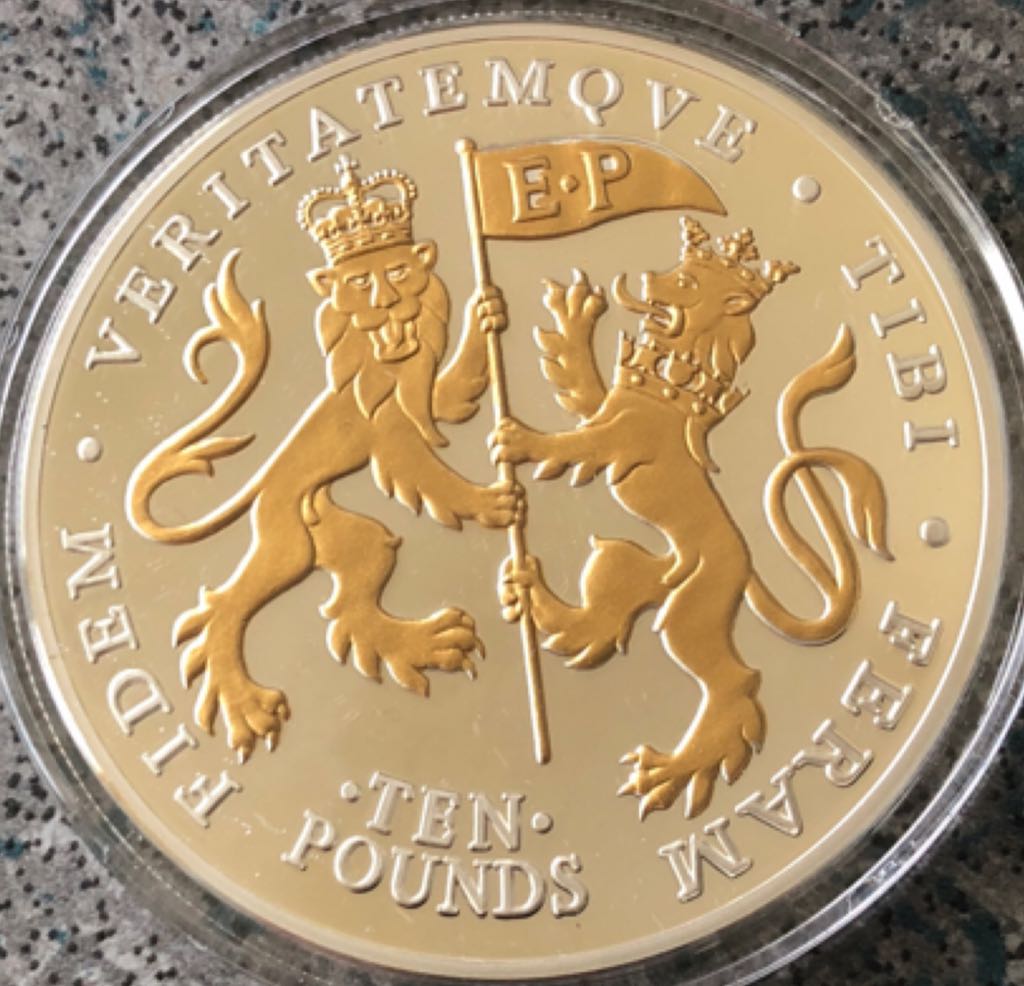 FIDEM · VERITATEMQVE · TIBI · FERAM
E·P
·TEN·
POUNDS